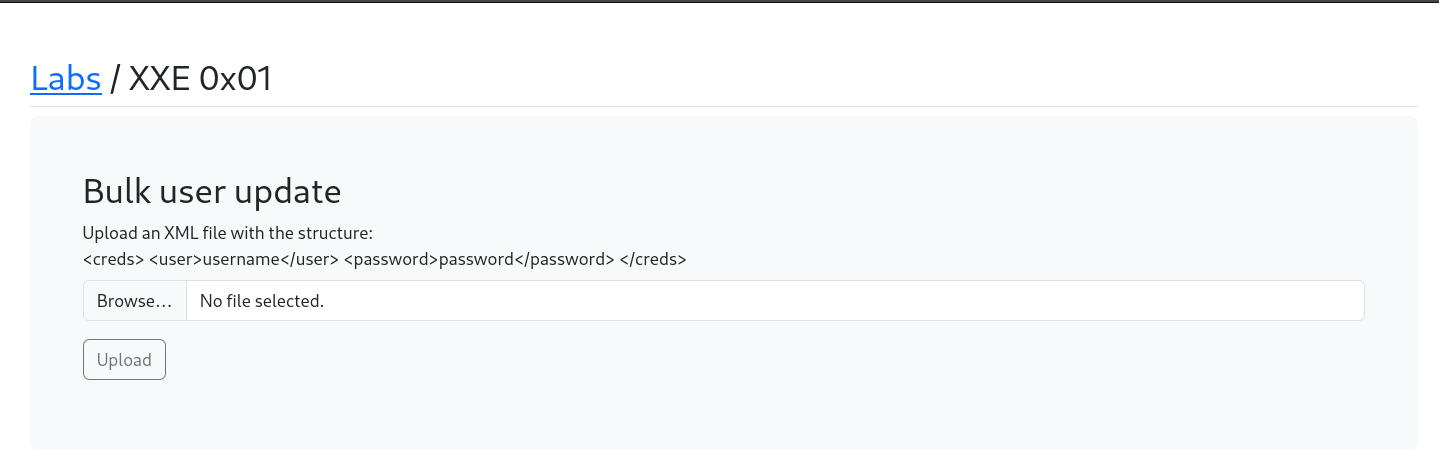 Labs / XXE 0x01
Bulk user update
Upload an XML file with the structure:
<creds> <user>username</user> <password>password</password> </creds>
Browse... No file selected.
Upload